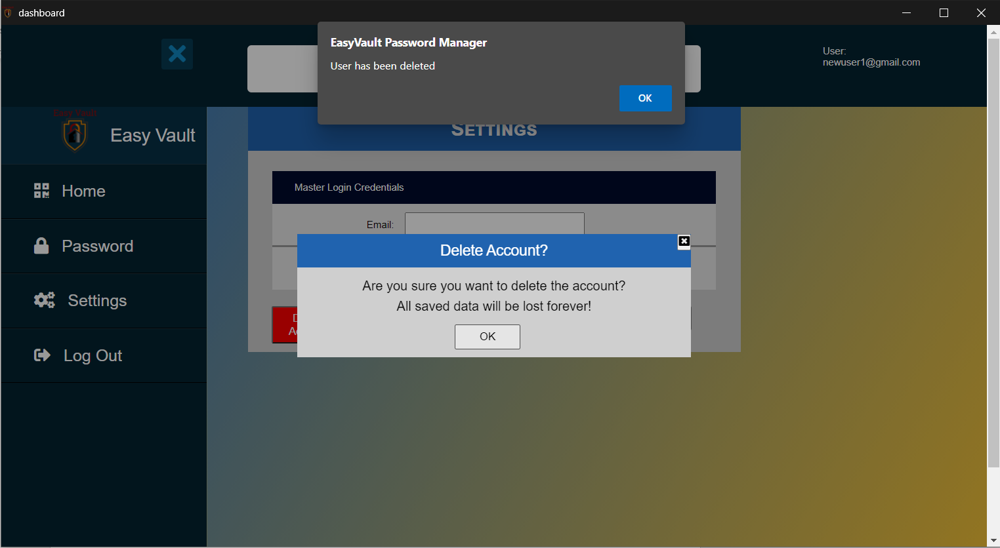 dashboard
EasyVault Password Manager
User has been deleted
OK
User:
newuser1@gmail.com
Easy Vault
Easy Vault
SETTINGS
Home
Password
Settings
Log Out
Master Login Credentials
Email:
Delete Account?
Are you sure you want to delete the account?
All saved data will be lost forever!
OK